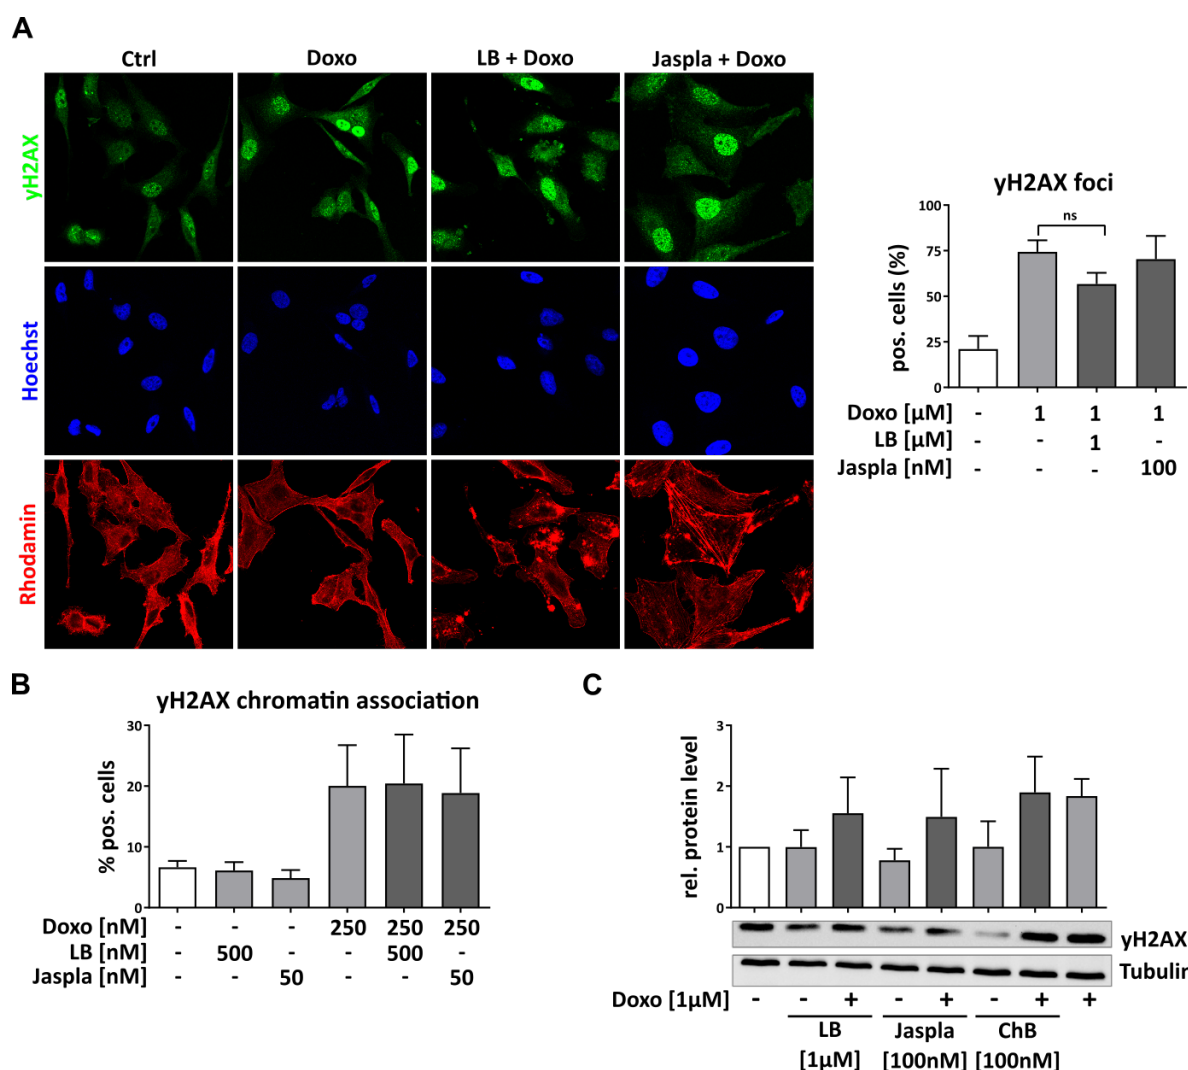 A
Ctrl Doxo LB + Doxo Jaspla + Doxo
yH2AX
Hoechst
Rhodamin
yH2AX foci
pos. cells (%)
100
75
50
25
0
ns
Doxo [µM] - 1 1 1
LB [µM] - - 1 -
Jaspla [nM] - - - 100
B
yH2AX chromatin association
% pos. cells
30
20
10
0
Doxo [nM] - - - 250 250 250
LB [nM] - 500 - - 500 -
Jaspla [nM] - - 50 - - 50
C
rel. protein level
3
2
1
0
yH2AX
Tubulin
Doxo [1µM] - - + - + - + +
LB Jaspla ChB
[1µM] [100nM] [100nM]